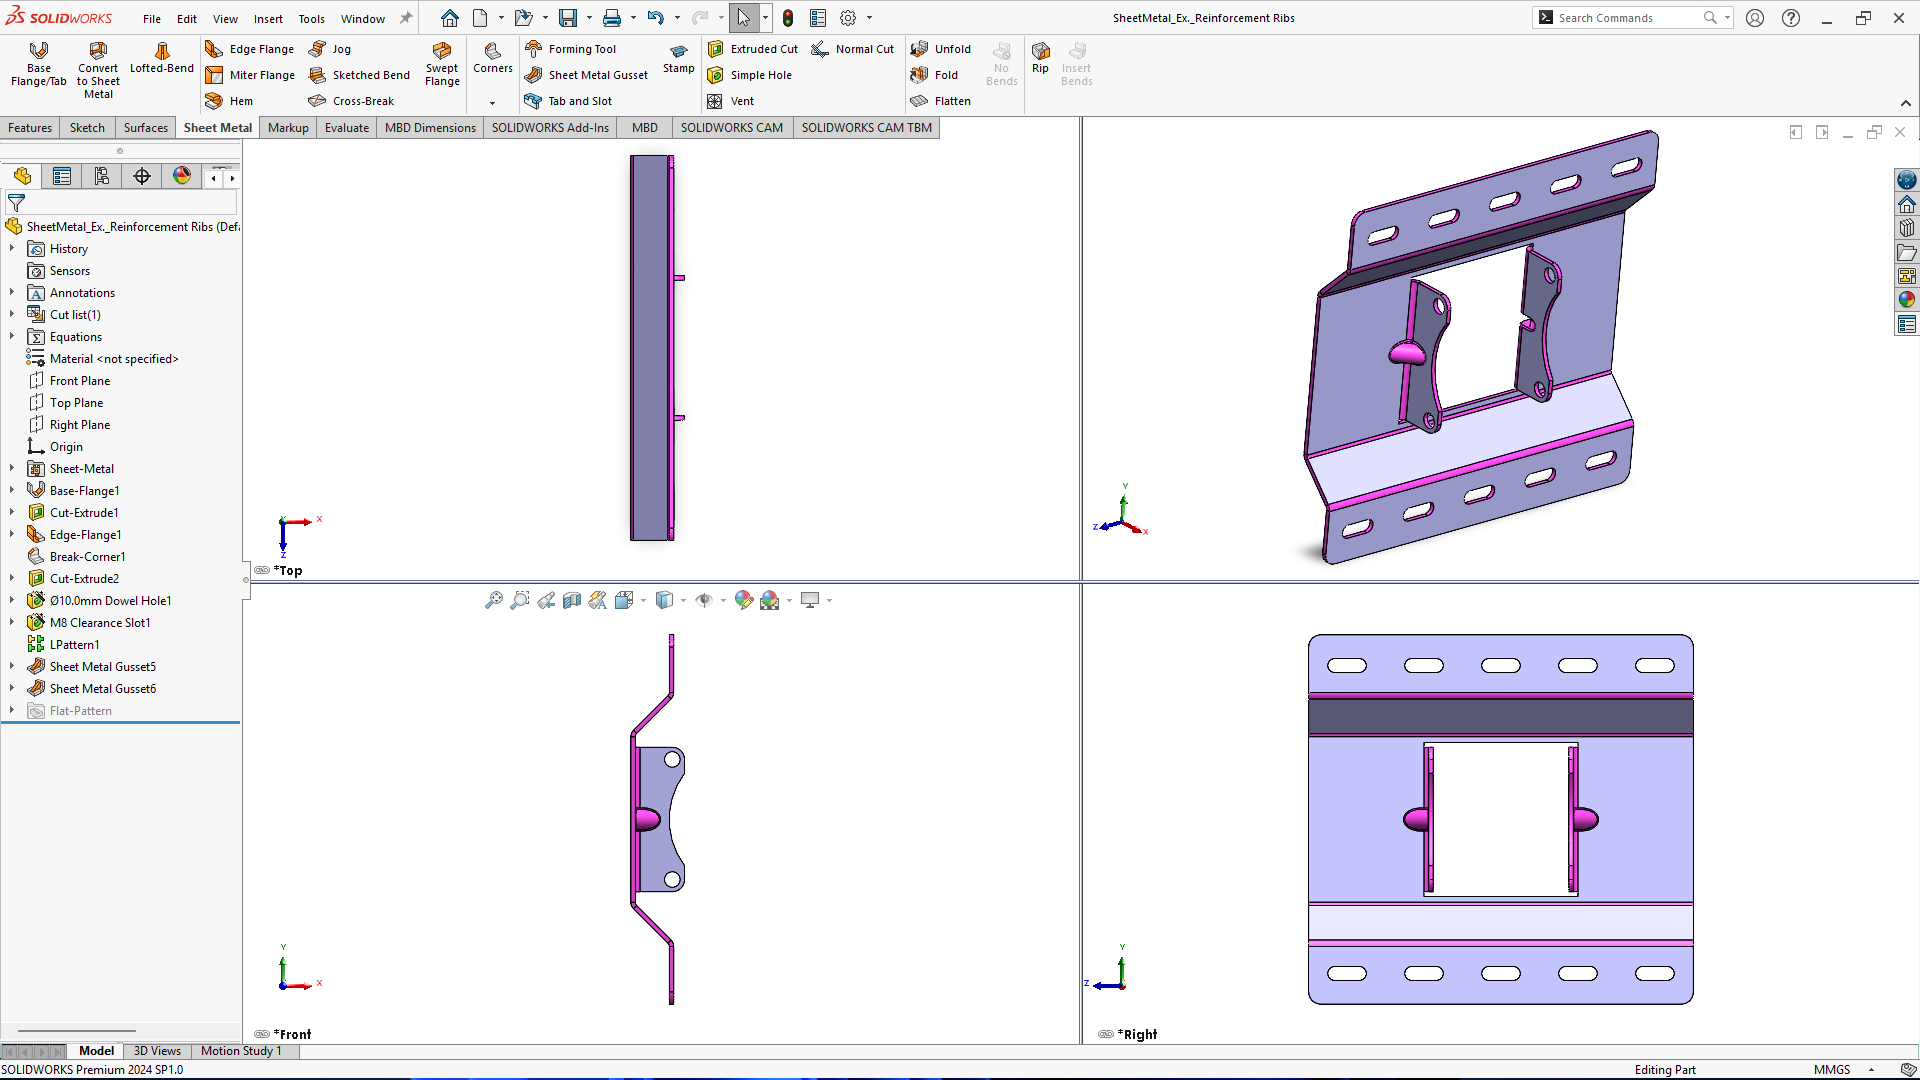 SOLIDWORKS
File Edit View Insert Tools Window
SheetMetal_Ex._Reinforcement Ribs
Search Commands
Base Flange/Tab
Convert to Sheet Metal
Lofted-Bend
Edge Flange
Miter Flange
Hem
Jog
Sketched Bend
Cross-Break
Swept Flange
Corners
Forming Tool
Sheet Metal Gusset
Tab and Slot
Stamp
Extruded Cut
Simple Hole
Vent
Normal Cut
Unfold
Fold
Flatten
No Bends
Rip
Insert Bends
Features Sketch Surfaces Sheet Metal Markup Evaluate MBD Dimensions SOLIDWORKS Add-Ins MBD SOLIDWORKS CAM SOLIDWORKS CAM TBM
SheetMetal_Ex._Reinforcement Ribs (Defa
History
Sensors
Annotations
Cut list(1)
Equations
Material <not specified>
Front Plane
Top Plane
Right Plane
Origin
Sheet-Metal
Base-Flange1
Cut-Extrude1
Edge-Flange1
Break-Corner1
Cut-Extrude2
Ø10.0mm Dowel Hole1
M8 Clearance Slot1
LPattern1
Sheet Metal Gusset5
Sheet Metal Gusset6
Flat-Pattern
X
Z
*Top
Y
Z
X
Y
X
*Front
Y
Z
*Right
Model 3D Views Motion Study 1
SOLIDWORKS Premium 2024 SP1.0
Editing Part
MMGS